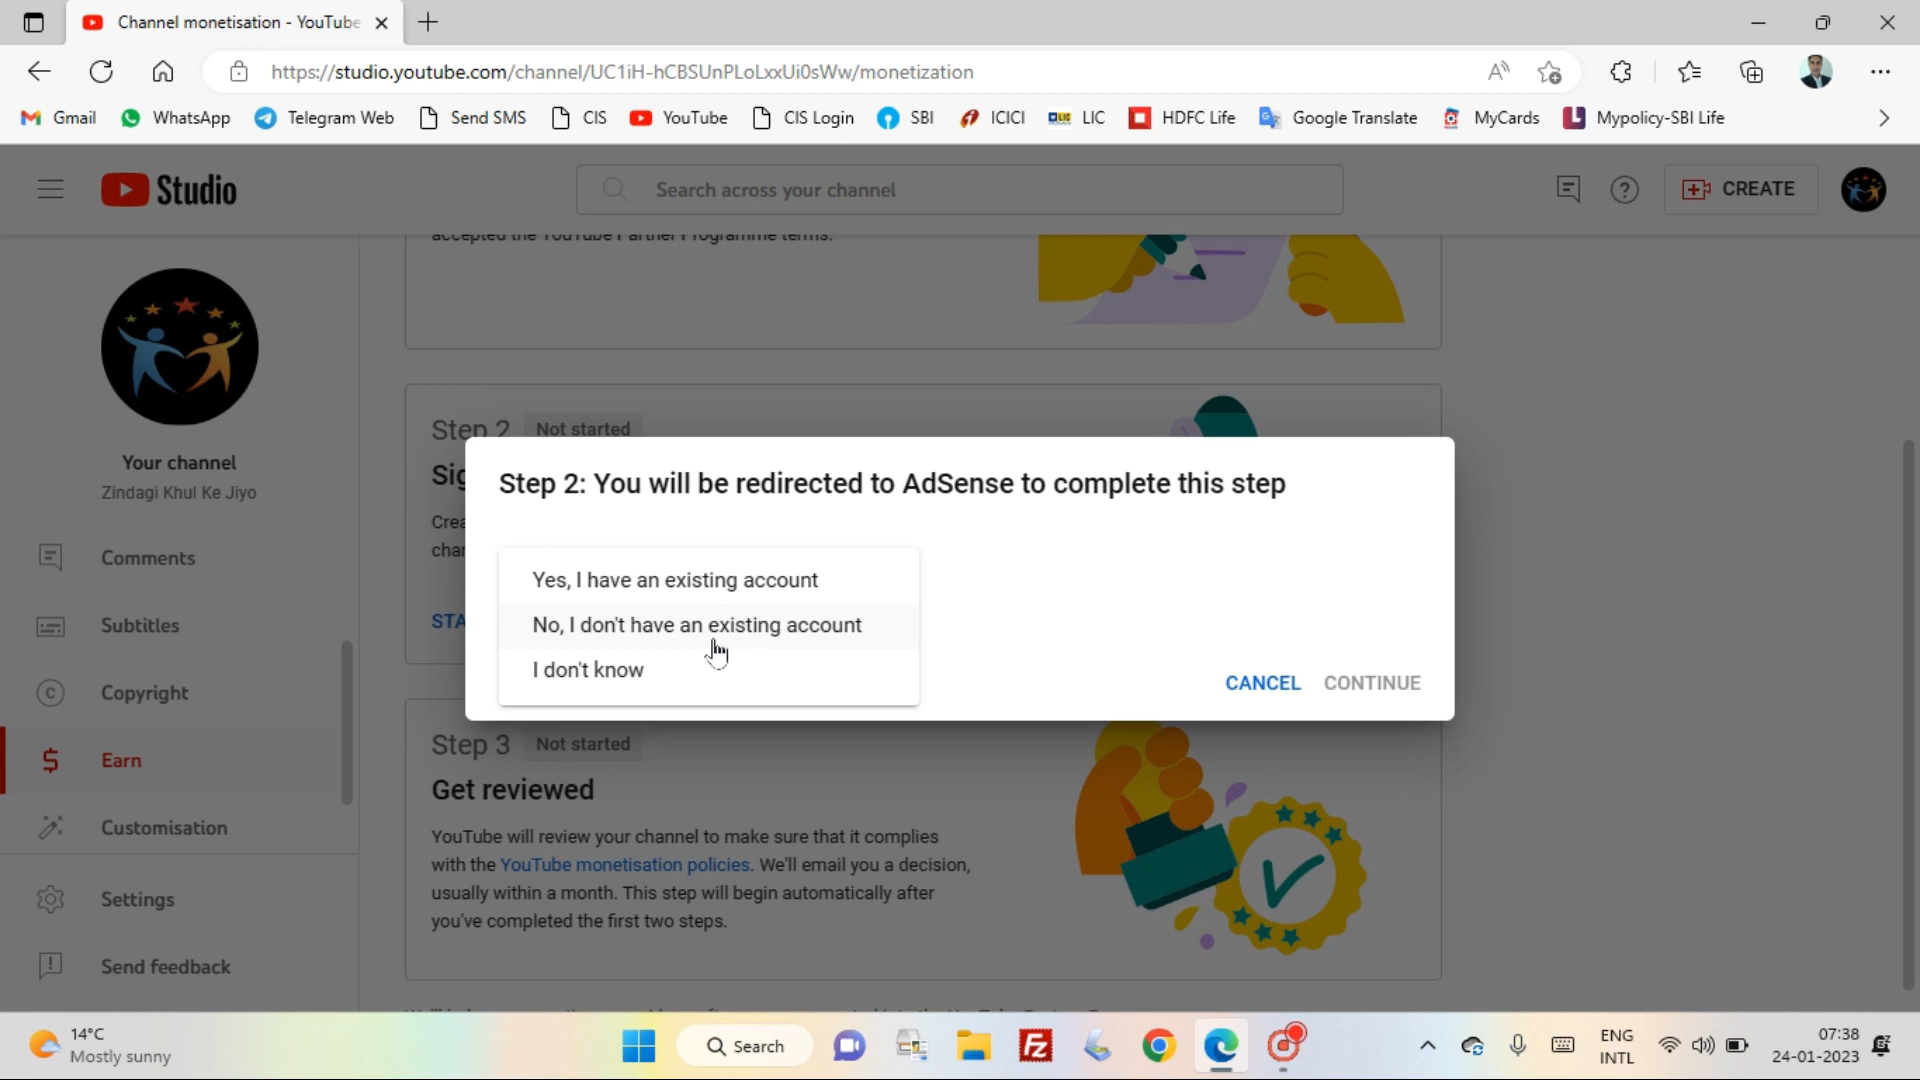 Channel monetisation - YouTube
https://studio.youtube.com/channel/UC1iH-hCBSUnPLoLxxUi0sWw/monetization
Gmail WhatsApp Telegram Web Send SMS CIS YouTube CIS Login SBI ICICI LIC HDFC Life Google Translate MyCards Mypolicy-SBI Life
Studio
Search across your channel
CREATE
accepted the YouTube Partner Programme terms.
Your channel
Zindagi Khul Ke Jiyo
Comments
Subtitles
Copyright
Earn
Customisation
Settings
Send feedback
Step 2 Not started
Step 2: You will be redirected to AdSense to complete this step
Yes, I have an existing account
No, I don't have an existing account
I don't know
CANCEL CONTINUE
Step 3 Not started
Get reviewed
YouTube will review your channel to make sure that it complies
with the YouTube monetisation policies. We'll email you a decision,
usually within a month. This step will begin automatically after
you've completed the first two steps.
14°C
Mostly sunny
Search
ENG
INTL
07:38
24-01-2023